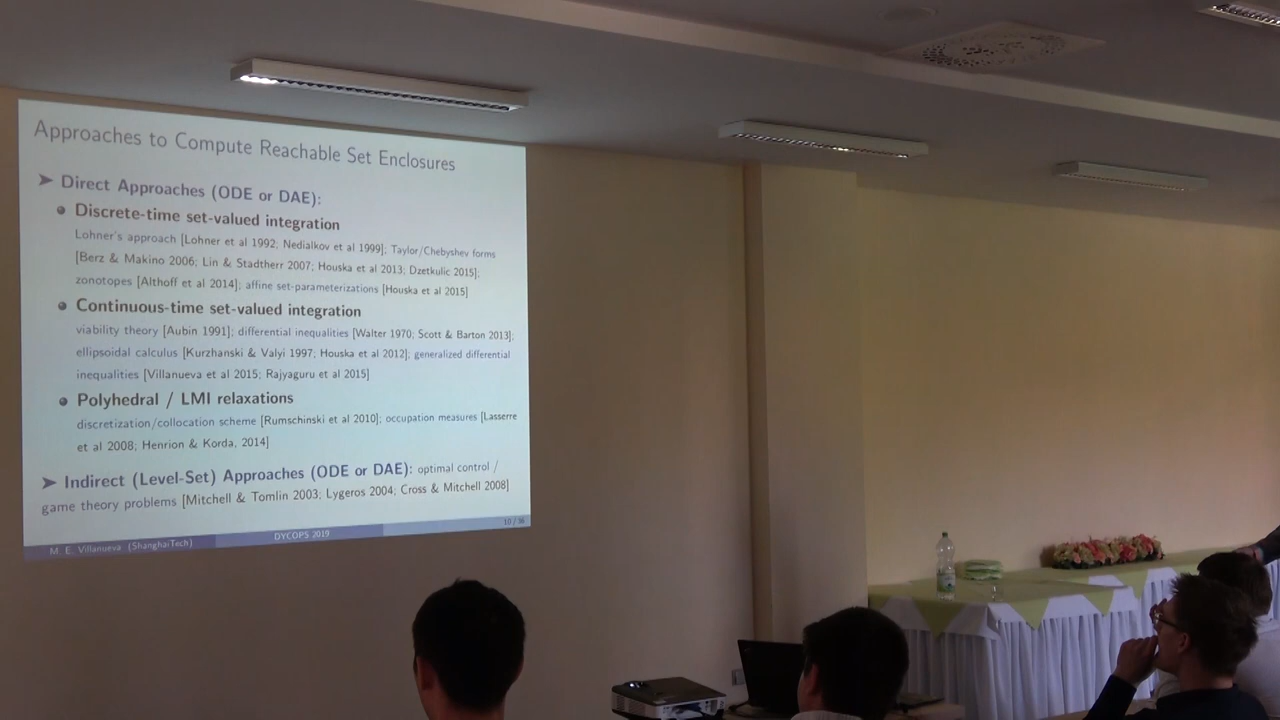 Approaches to Compute Reachable Set Enclosures
➤ Direct Approaches (ODE or DAE):
• Discrete-time set-valued integration
Lohner's approach [Lohner et al 1992; Nedialkov et al 1999]; Taylor/Chebyshev forms
[Berz & Makino 2006; Lin & Stadtherr 2007; Houska et al 2013; Dzetkulic 2015];
zonotopes [Althoff et al 2014]; affine set-parameterizations [Houska et al 2015]
• Continuous-time set-valued integration
viability theory [Aubin 1991]; differential inequalities [Walter 1970; Scott & Barton 2013];
ellipsoidal calculus [Kurzhanski & Valyi 1997; Houska et al 2012]; generalized differential
inequalities [Villanueva et al 2015; Rajyaguru et al 2015]
• Polyhedral / LMI relaxations
discretization/collocation scheme [Rumschinski et al 2010]; occupation measures [Lasserre
et al 2008; Henrion & Korda, 2014]
➤ Indirect (Level-Set) Approaches (ODE or DAE): optimal control /
game theory problems [Mitchell & Tomlin 2003; Lygeros 2004; Cross & Mitchell 2008]
10 / 36
M. E. Villanueva (ShanghaiTech) DYCOPS 2019